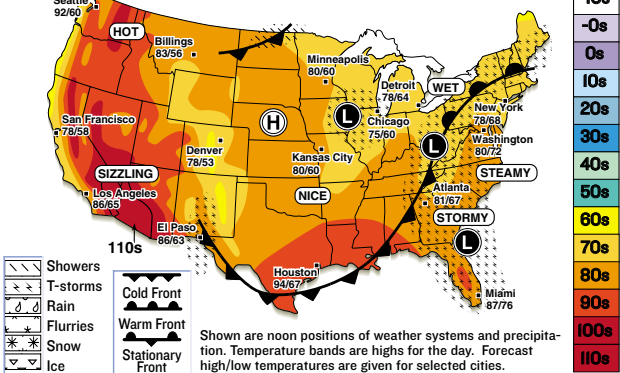 Seattle
92/60
HOT
Billings
83/56
Minneapolis
80/60
Detroit
78/64
WET
New York
78/68
Chicago
75/60
Washington
80/72
San Francisco
78/58
H
L
L
Denver
78/53
Kansas City
80/60
STEAMY
SIZZLING
NICE
Atlanta
81/67
Los Angeles
86/65
STORMY
El Paso
86/63
L
110s
Houston
94/67
Miami
87/76
Showers
T-storms
Rain
Flurries
Snow
Ice
Cold Front
Warm Front
Stationary
Front
Shown are noon positions of weather systems and precipita-
tion. Temperature bands are highs for the day. Forecast
high/low temperatures are given for selected cities.
-0s
0s
10s
20s
30s
40s
50s
60s
70s
80s
90s
100s
110s